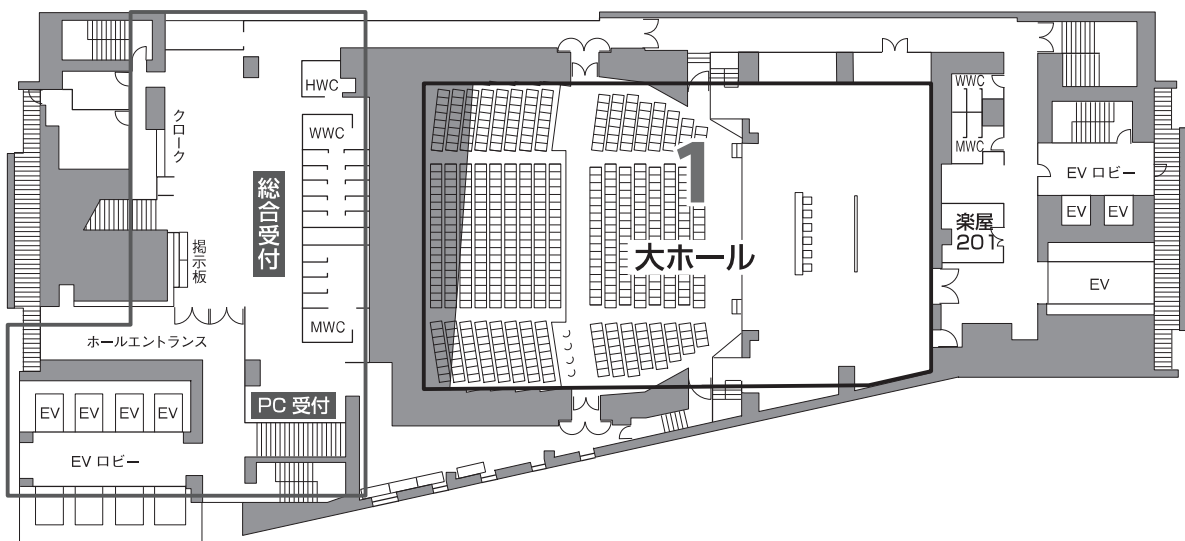 HWC
WWC
クローク
総合受付
掲示板
MWC
ホールエントランス
PC 受付
EV
EV
EV
EV
EV ロビー
1
大ホール
WWC
MWC
楽屋
201
EV ロビー
EV
EV
EV